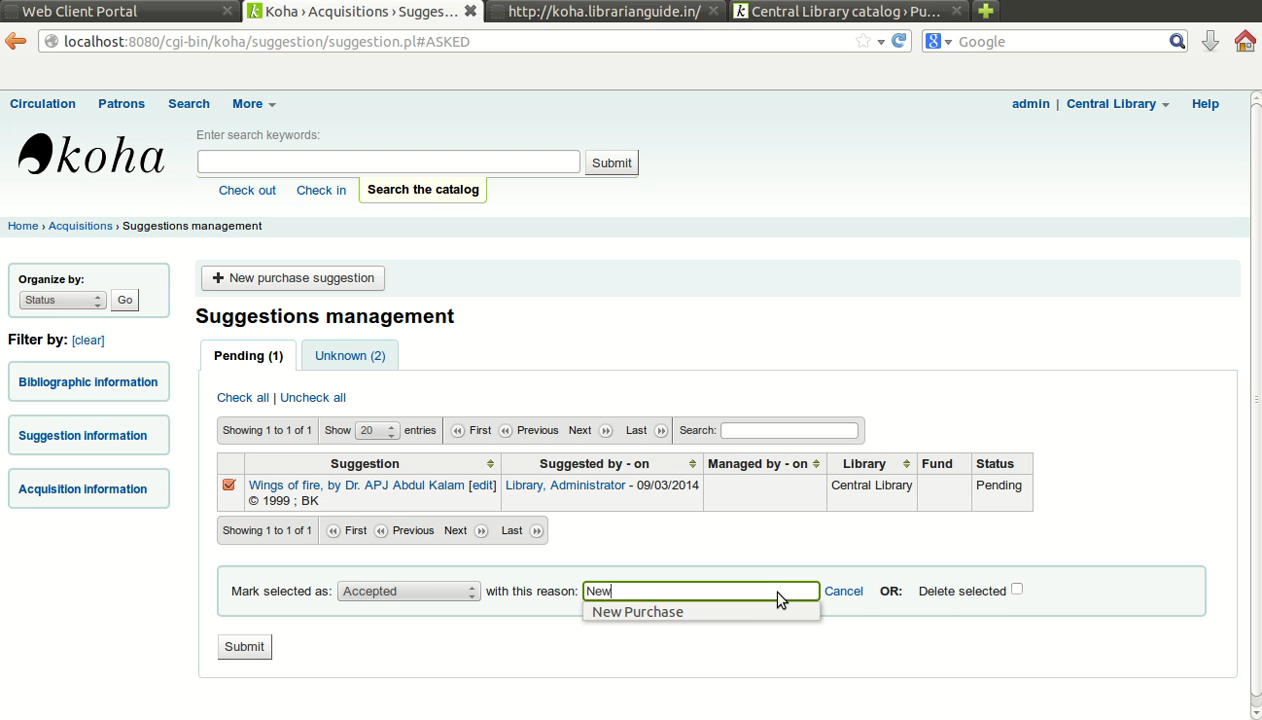 Web Client Portal
Koha › Acquisitions › Sugges...
http://koha.librarianguide.in/
Central Library catalog › Pu...
localhost:8080/cgi-bin/koha/suggestion/suggestion.pl#ASKED
Google
Circulation Patrons Search More
admin | Central Library Help
koha
Enter search keywords:
Submit
Check out Check in Search the catalog
Home › Acquisitions › Suggestions management
Organize by:
Status Go
Filter by: [clear]
Bibliographic information
Suggestion information
Acquisition information
+ New purchase suggestion
Suggestions management
Pending (1) Unknown (2)
Check all | Uncheck all
Showing 1 to 1 of 1 Show 20 entries First Previous Next Last Search:
Suggestion Suggested by - on Managed by - on Library Fund Status
Wings of fire, by Dr. APJ Abdul Kalam [edit] Library, Administrator - 09/03/2014 Central Library Pending
© 1999 ; BK
Showing 1 to 1 of 1 First Previous Next Last
Mark selected as: Accepted with this reason: New Cancel OR: Delete selected
New Purchase
Submit